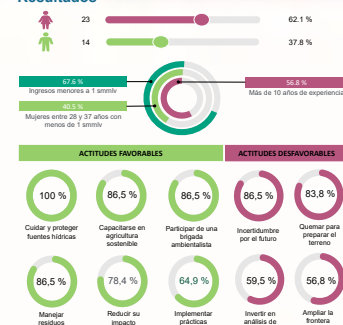 Resultados
23 62.1 %
14 37.8 %
67.6 %
Ingresos menores a 1 smmlv
40.5 %
Mujeres entre 28 y 37 años con
menos de 1 smmlv
56.8 %
Más de 10 años de experiencia
ACTITUDES FAVORABLES ACTITUDES DESFAVORABLES
100 % 86,5 % 86,5 % 86,5 % 83,8 %
Cuidar y proteger
fuentes hídricas
Capacitarse en
agricultura
sostenible
Participar de una
brigada
ambientalista
Incertidumbre
por el futuro
Quemar para
preparar el
terreno
86,5 % 78,4 % 64,9 % 59,5 % 56,8 %
Manejar
residuos
Reducir su
impacto
Implementar
prácticas
Invertir en
análisis de
Ampliar la
frontera